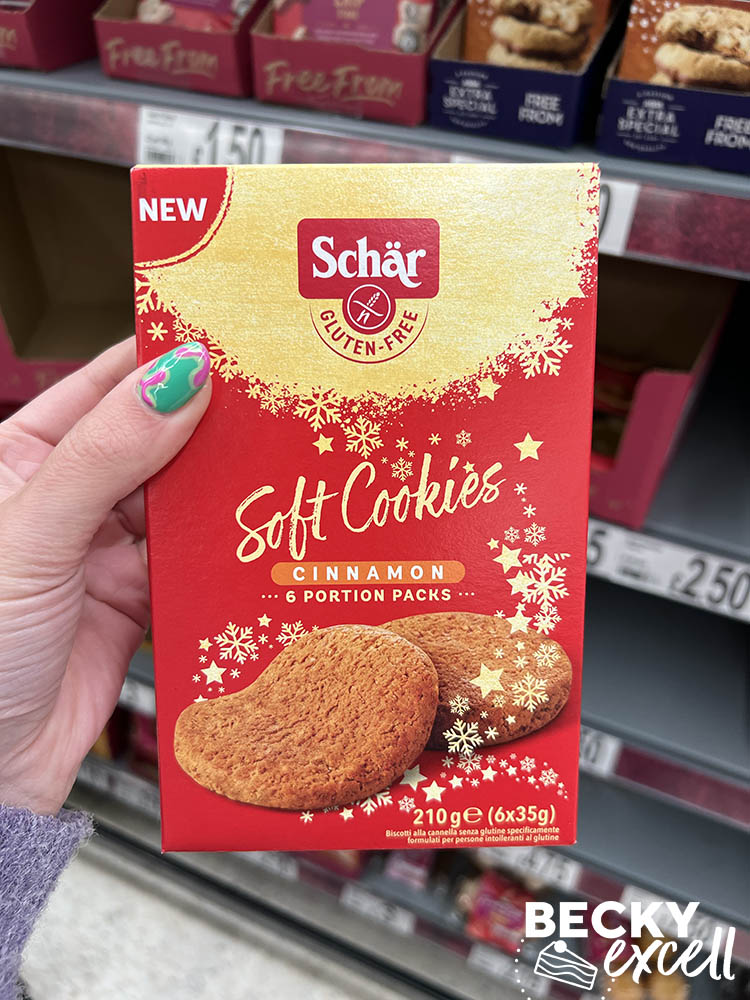 Free From
Free From
EXTRA
SPECIAL
FREE
FROM
EXTRA
SPECIAL
FREE
FROM
£1.50
NEW
Schär
GLUTEN-FREE
Soft Cookies
CINNAMON
··· 6 PORTION PACKS ···
£2.50
210 g e (6x35g)
Biscotti alla cannella senza glutine specificamente
formulati per persone intolleranti al glutine
BECKY
excell